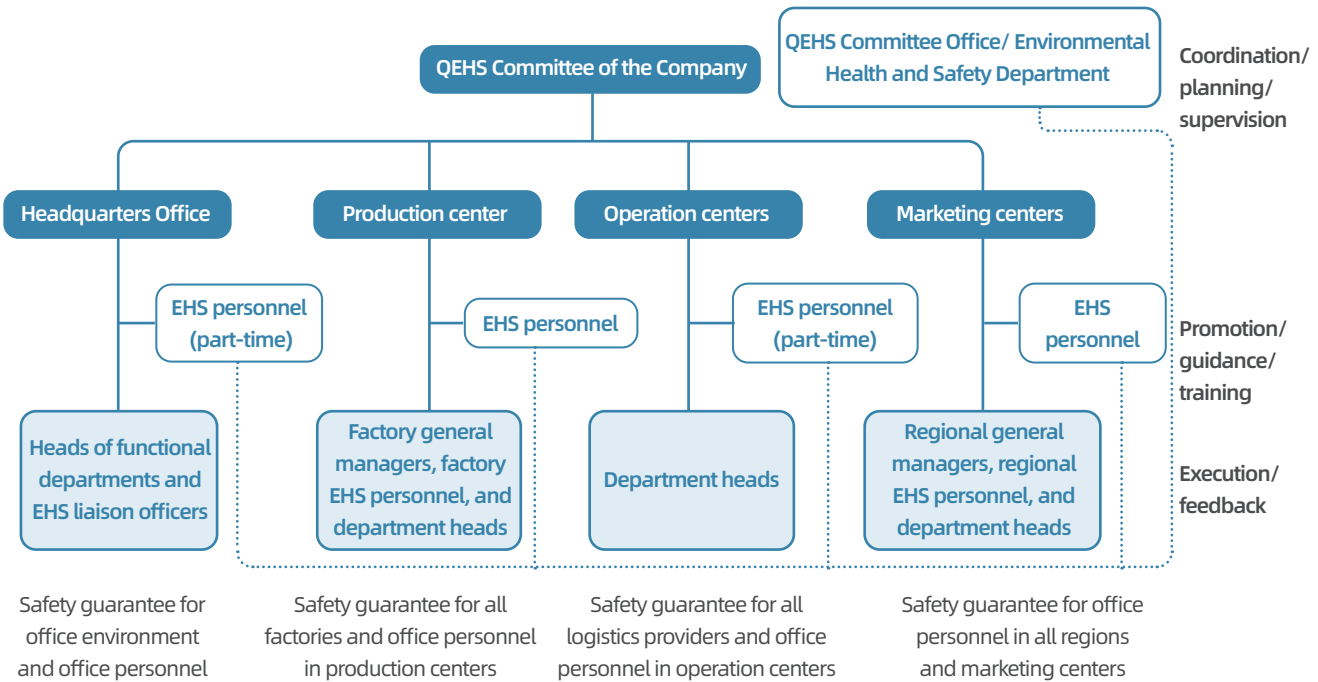 QEHS Committee of the Company
QEHS Committee Office/ Environmental
Health and Safety Department
Coordination/
planning/
supervision
Headquarters Office
Production center
Operation centers
Marketing centers
EHS personnel
(part-time)
EHS personnel
EHS personnel
(part-time)
EHS
personnel
Promotion/
guidance/
training
Heads of functional
departments and
EHS liaison officers
Factory general
managers, factory
EHS personnel, and
department heads
Department heads
Regional general
managers, regional
EHS personnel, and
department heads
Execution/
feedback
Safety guarantee for
office environment
and office personnel
Safety guarantee for all
factories and office personnel
in production centers
Safety guarantee for all
logistics providers and office
personnel in operation centers
Safety guarantee for office
personnel in all regions
and marketing centers